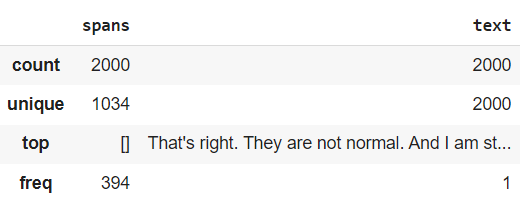 spans text
count 2000 2000
unique 1034 2000
top [] That's right. They are not normal. And I am st...
freq 394 1